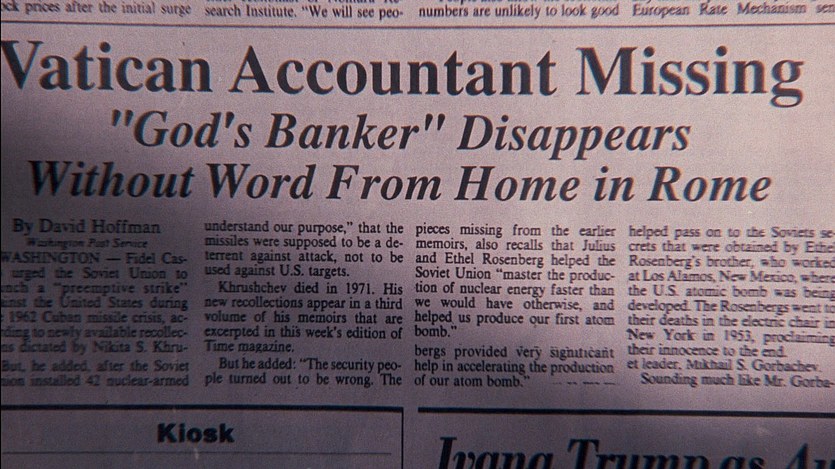 ck prices after the initial surge
search Institute. "We will see peo-
numbers are unlikely to look good
European Rate Mechanism
Vatican Accountant Missing
"God's Banker" Disappears
Without Word From Home in Rome
By David Hoffman
Washington Post Service
WASHINGTON — Fidel Cas-
urged the Soviet Union to
nch a "preemptive strike"
inst the United States during
1962 Cuban missile crisis, ac-
ding to newly available recollec-
ns dictated by Nikita S. Khru-
But, he added, after the Soviet
nion installed 42 nuclear-armed
understand our purpose," that the
missiles were supposed to be a de-
terrent against attack, not to be
used against U.S. targets.
Khrushchev died in 1971. His
new recollections appear in a third
volume of his memoirs that are
excerpted in this week's edition of
Time magazine.
But he added: "The security peo-
ple turned out to be wrong. The
pieces missing from the earlier
memoirs, also recalls that Julius
and Ethel Rosenberg helped the
Soviet Union "master the produc-
tion of nuclear energy faster than
we would have otherwise, and
helped us produce our first atom
bomb."
bergs provided very significant
help in accelerating the production
of our atom bomb."
helped pass on to the Soviets se-
crets that were obtained by Ethe
Rosenberg's brother, who worked
at Los Alamos, New Mexico, wher
the U.S. atomic bomb was being
developed. The Rosenbergs went t
their deaths in the electric chair i
New York in 1953, proclaiming
their innocence to the end.
et leader, Mikhail S. Gorbachev.
Sounding much like Mr. Gorba-
Kiosk
Ivana Trump as Au